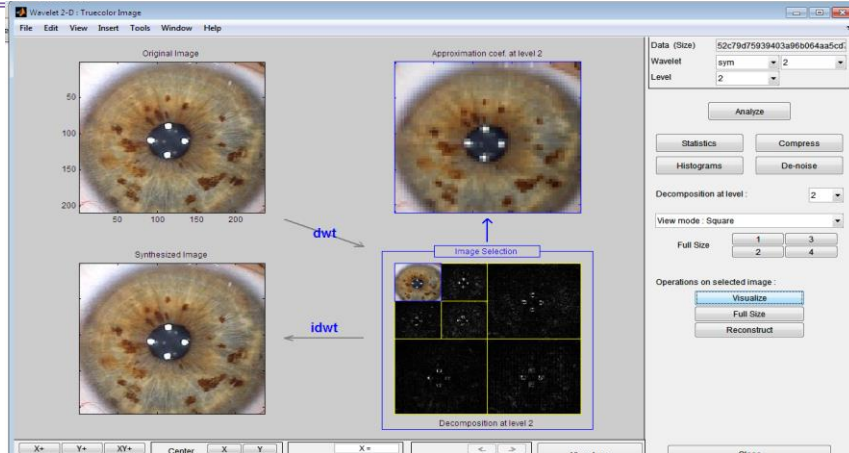 Wavelet 2-D : Truecolor Image
File Edit View Insert Tools Window Help
Original Image
50
100
150
200
50 100 150 200
Approximation coef. at level 2
dwt
Synthesized Image
idwt
Image Selection
Decomposition at level 2
Data (Size) 52c79d75939403a96b064aa5cd
Wavelet sym 2
Level 2
Analyze
Statistics Compress
Histograms De-noise
Decomposition at level : 2
View mode : Square
Full Size 1 3
2 4
Operations on selected image :
Visualize
Full Size
Reconstruct
X+ Y+ XY+ Center X Y X =